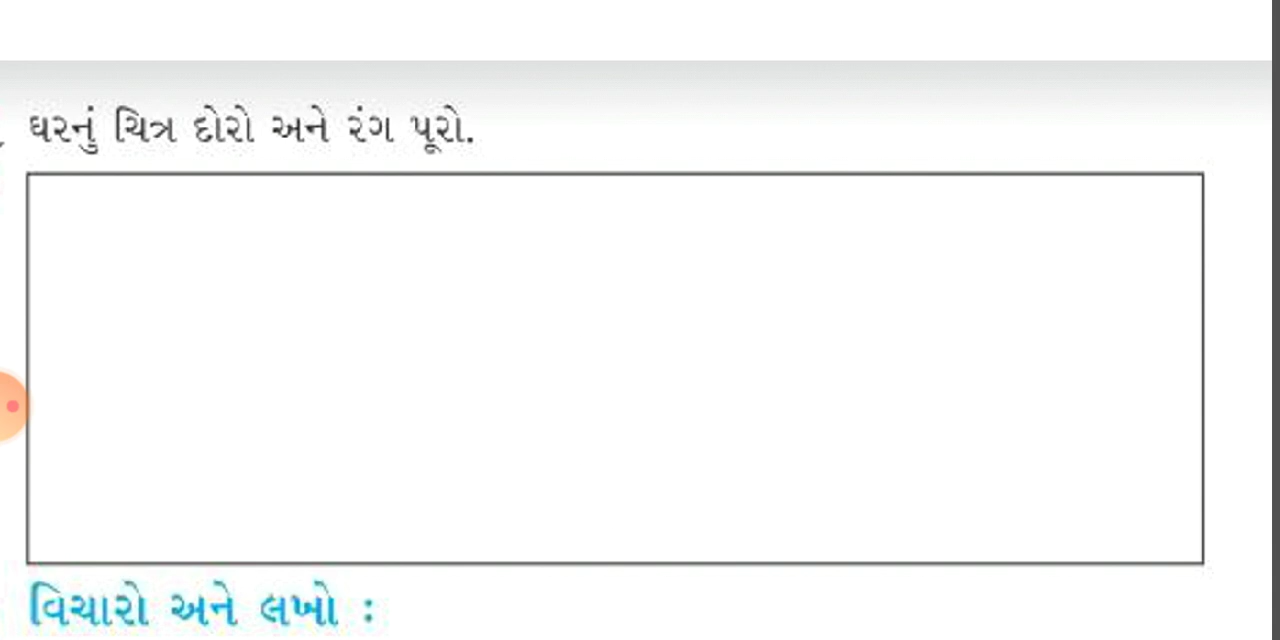 ઘરનું ચિત્ર દોરો અને રંગ પૂરો.
વિચારો અને લખો :